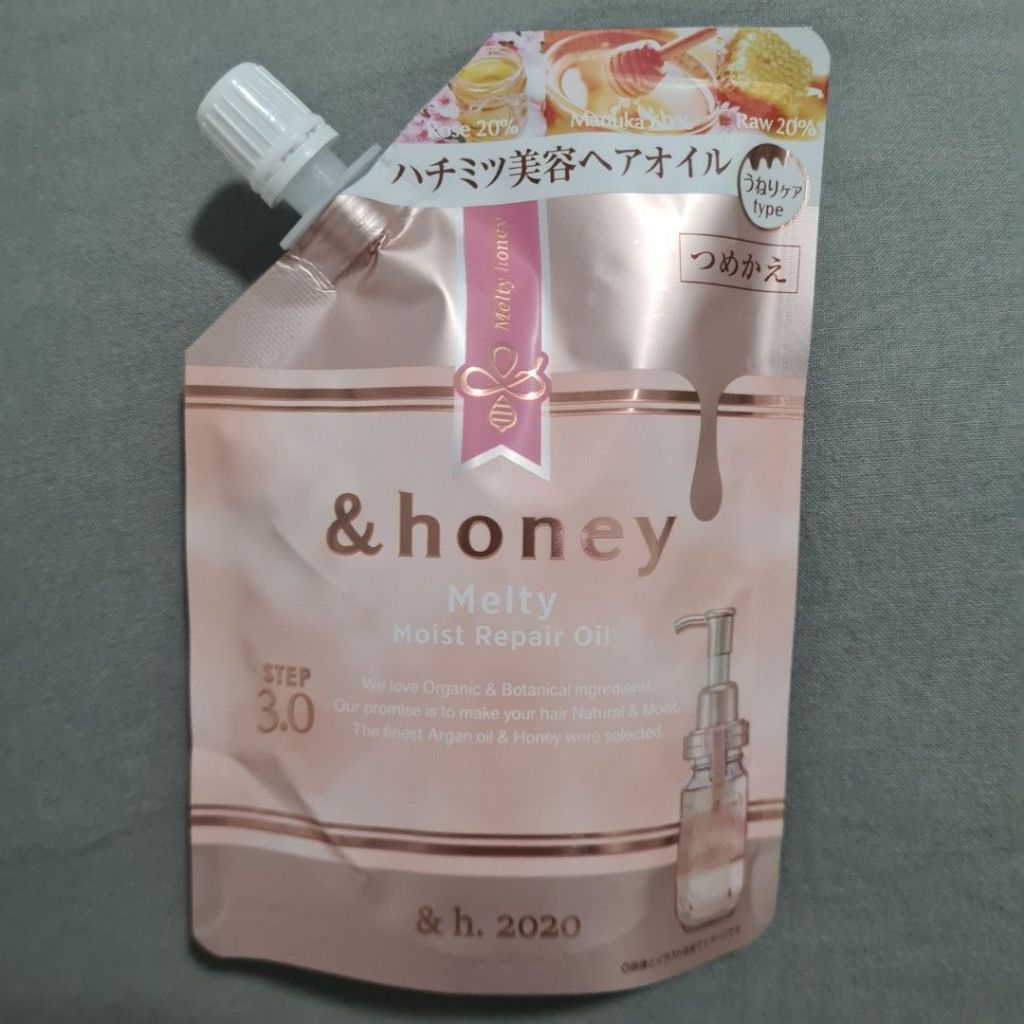 Rose 20%
Manuka
Raw 20%
ハチミツ美容ヘアオイル
うねりケア
type
つめかえ
Melty honey
&honey
Melty
Moist Repair Oil
STEP
3.0
We love Organic & Botanical ingredients.
Our promise is to make your hair Natural & Moist.
The finest Argan oil & Honey were selected.
& h. 2020